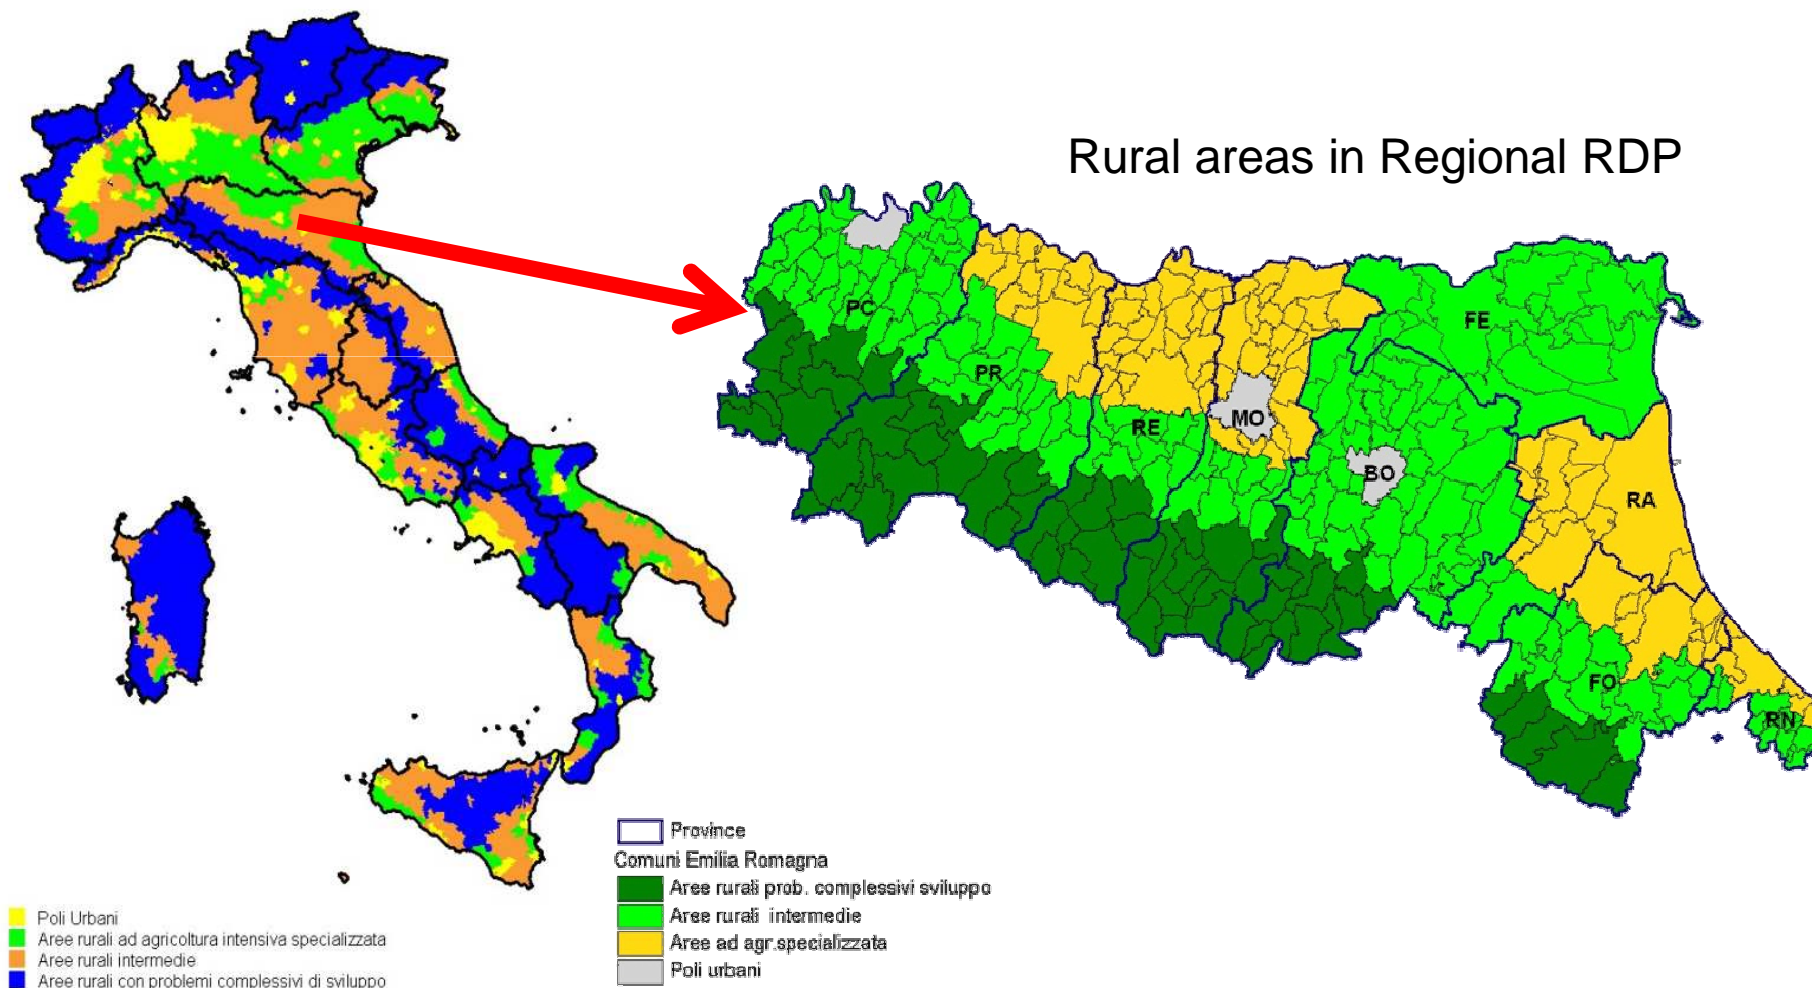 Rural areas in Regional RDP
PC
PR
RE
MO
BO
FE
RA
FO
RN
Province
Comuni Emilia Romagna
Aree rurali prob. complessivi sviluppo
Aree rurali intermedie
Aree ad agr.specializzata
Poli urbani
Poli Urbani
Aree rurali ad agricoltura intensiva specializzata
Aree rurali intermedie
Aree rurali con problemi complessivi di sviluppo